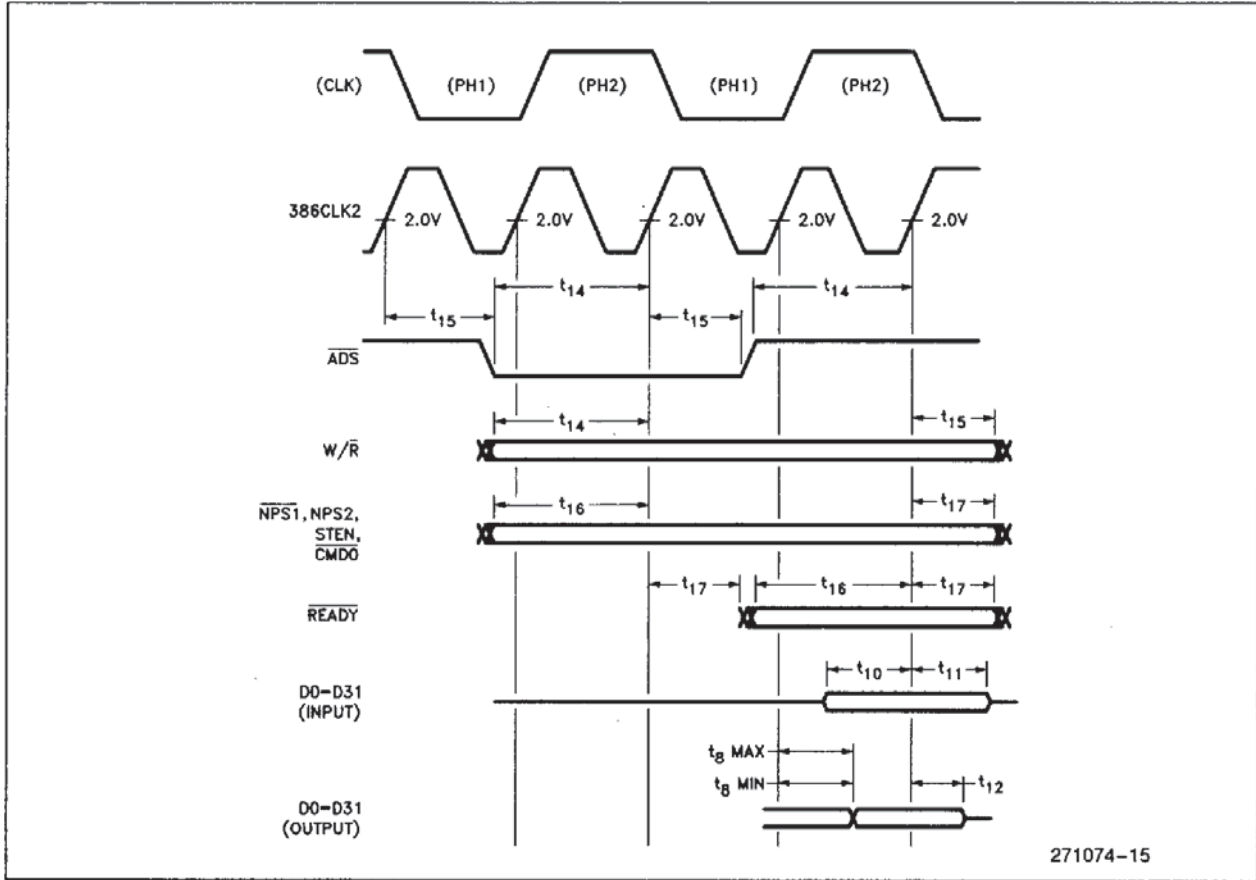 (CLK) (PH1) (PH2) (PH1) (PH2)
386CLK2 2.0V 2.0V 2.0V 2.0V 2.0V
t14 t14
t15 t15
ADS
t14 t15
W/R
t16 t17
NPS1, NPS2,
STEN,
CMD0
t17 t16 t17
READY
t10 t11
D0-D31
(INPUT)
t8 MAX
t8 MIN t12
D0-D31
(OUTPUT)
271074-15